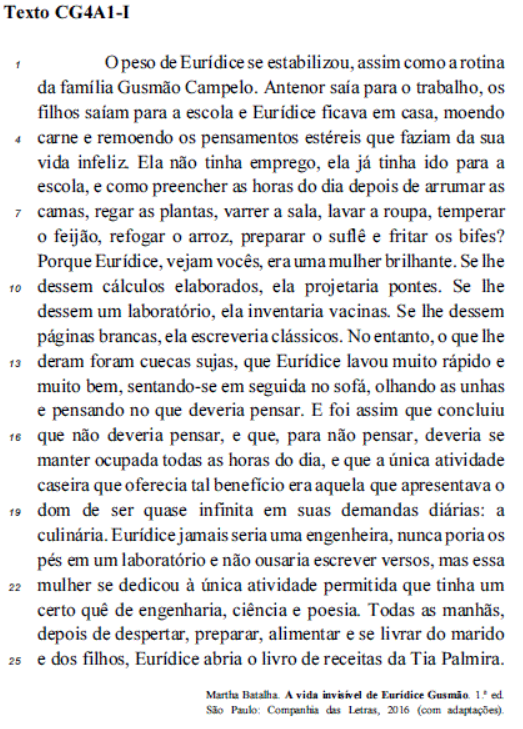 Texto CG4A1-I
1 O peso de Eurídice se estabilizou, assim como a rotina
da família Gusmão Campelo. Antenor saía para o trabalho, os
filhos saíam para a escola e Eurídice ficava em casa, moendo
4 carne e remoendo os pensamentos estéreis que faziam da sua
vida infeliz. Ela não tinha emprego, ela já tinha ido para a
escola, e como preencher as horas do dia depois de arrumar as
7 camas, regar as plantas, varrer a sala, lavar a roupa, temperar
o feijão, refogar o arroz, preparar o suflê e fritar os bifes?
Porque Eurídice, vejam vocês, era uma mulher brilhante. Se lhe
10 dessem cálculos elaborados, ela projetaria pontes. Se lhe
dessem um laboratório, ela inventaria vacinas. Se lhe dessem
páginas brancas, ela escreveria clássicos. No entanto, o que lhe
13 deram foram cuecas sujas, que Eurídice lavou muito rápido e
muito bem, sentando-se em seguida no sofá, olhando as unhas
e pensando no que deveria pensar. E foi assim que concluiu
16 que não deveria pensar, e que, para não pensar, deveria se
manter ocupada todas as horas do dia, e que a única atividade
caseira que oferecia tal benefício era aquela que apresentava o
19 dom de ser quase infinita em suas demandas diárias: a
culinária. Eurídice jamais seria uma engenheira, nunca poria os
pés em um laboratório e não ousaria escrever versos, mas essa
22 mulher se dedicou à única atividade permitida que tinha um
certo quê de engenharia, ciência e poesia. Todas as manhãs,
depois de despertar, preparar, alimentar e se livrar do marido
25 e dos filhos, Eurídice abria o livro de receitas da Tia Palmira.
Martha Batalha. A vida invisível de Eurídice Gusmão. 1.ª ed.
São Paulo: Companhia das Letras, 2016 (com adaptações).